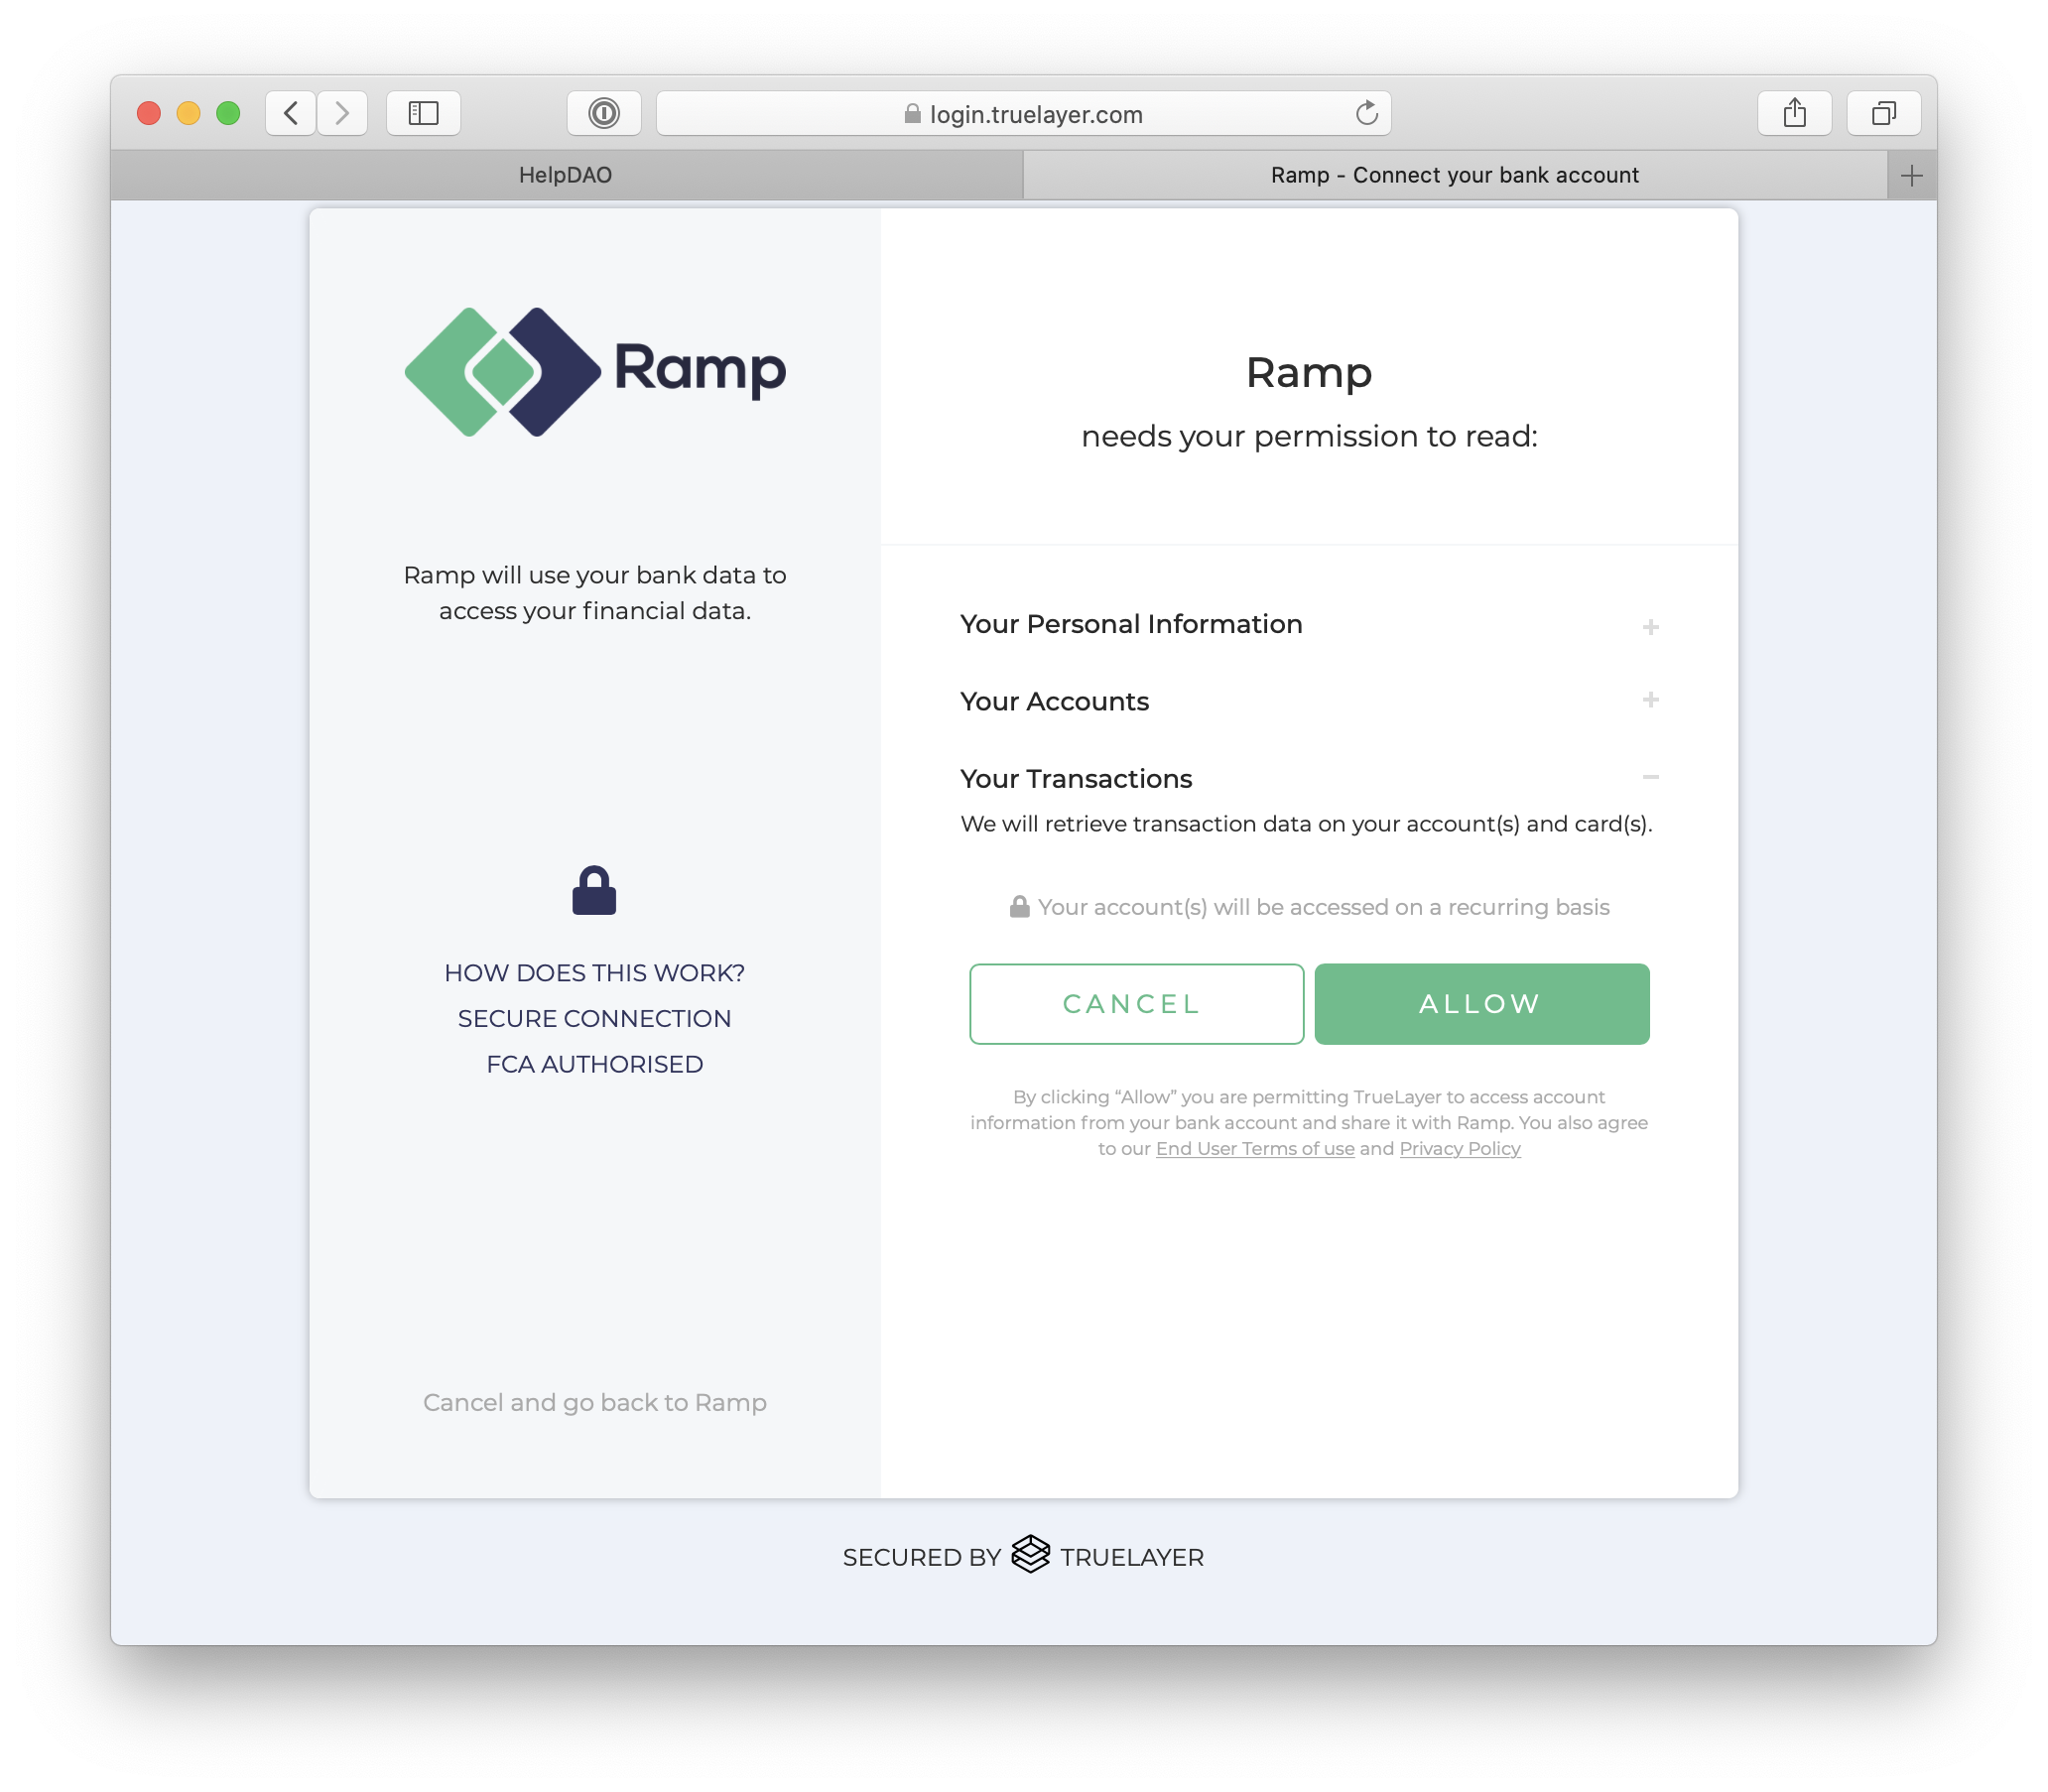 login.truelayer.com
HelpDAO
Ramp - Connect your bank account
Ramp
Ramp will use your bank data to
access your financial data.
HOW DOES THIS WORK?
SECURE CONNECTION
FCA AUTHORISED
Cancel and go back to Ramp
Ramp
needs your permission to read:
Your Personal Information
Your Accounts
Your Transactions
We will retrieve transaction data on your account(s) and card(s).
Your account(s) will be accessed on a recurring basis
CANCEL
ALLOW
By clicking “Allow” you are permitting TrueLayer to access account
information from your bank account and share it with Ramp. You also agree
to our End User Terms of use and Privacy Policy
SECURED BY TRUELAYER